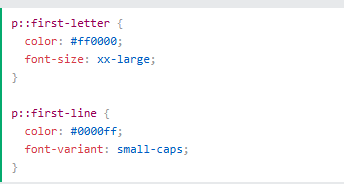 p::first-letter {
  color: #ff0000;
  font-size: xx-large;
}

p::first-line {
  color: #0000ff;
  font-variant: small-caps;
}